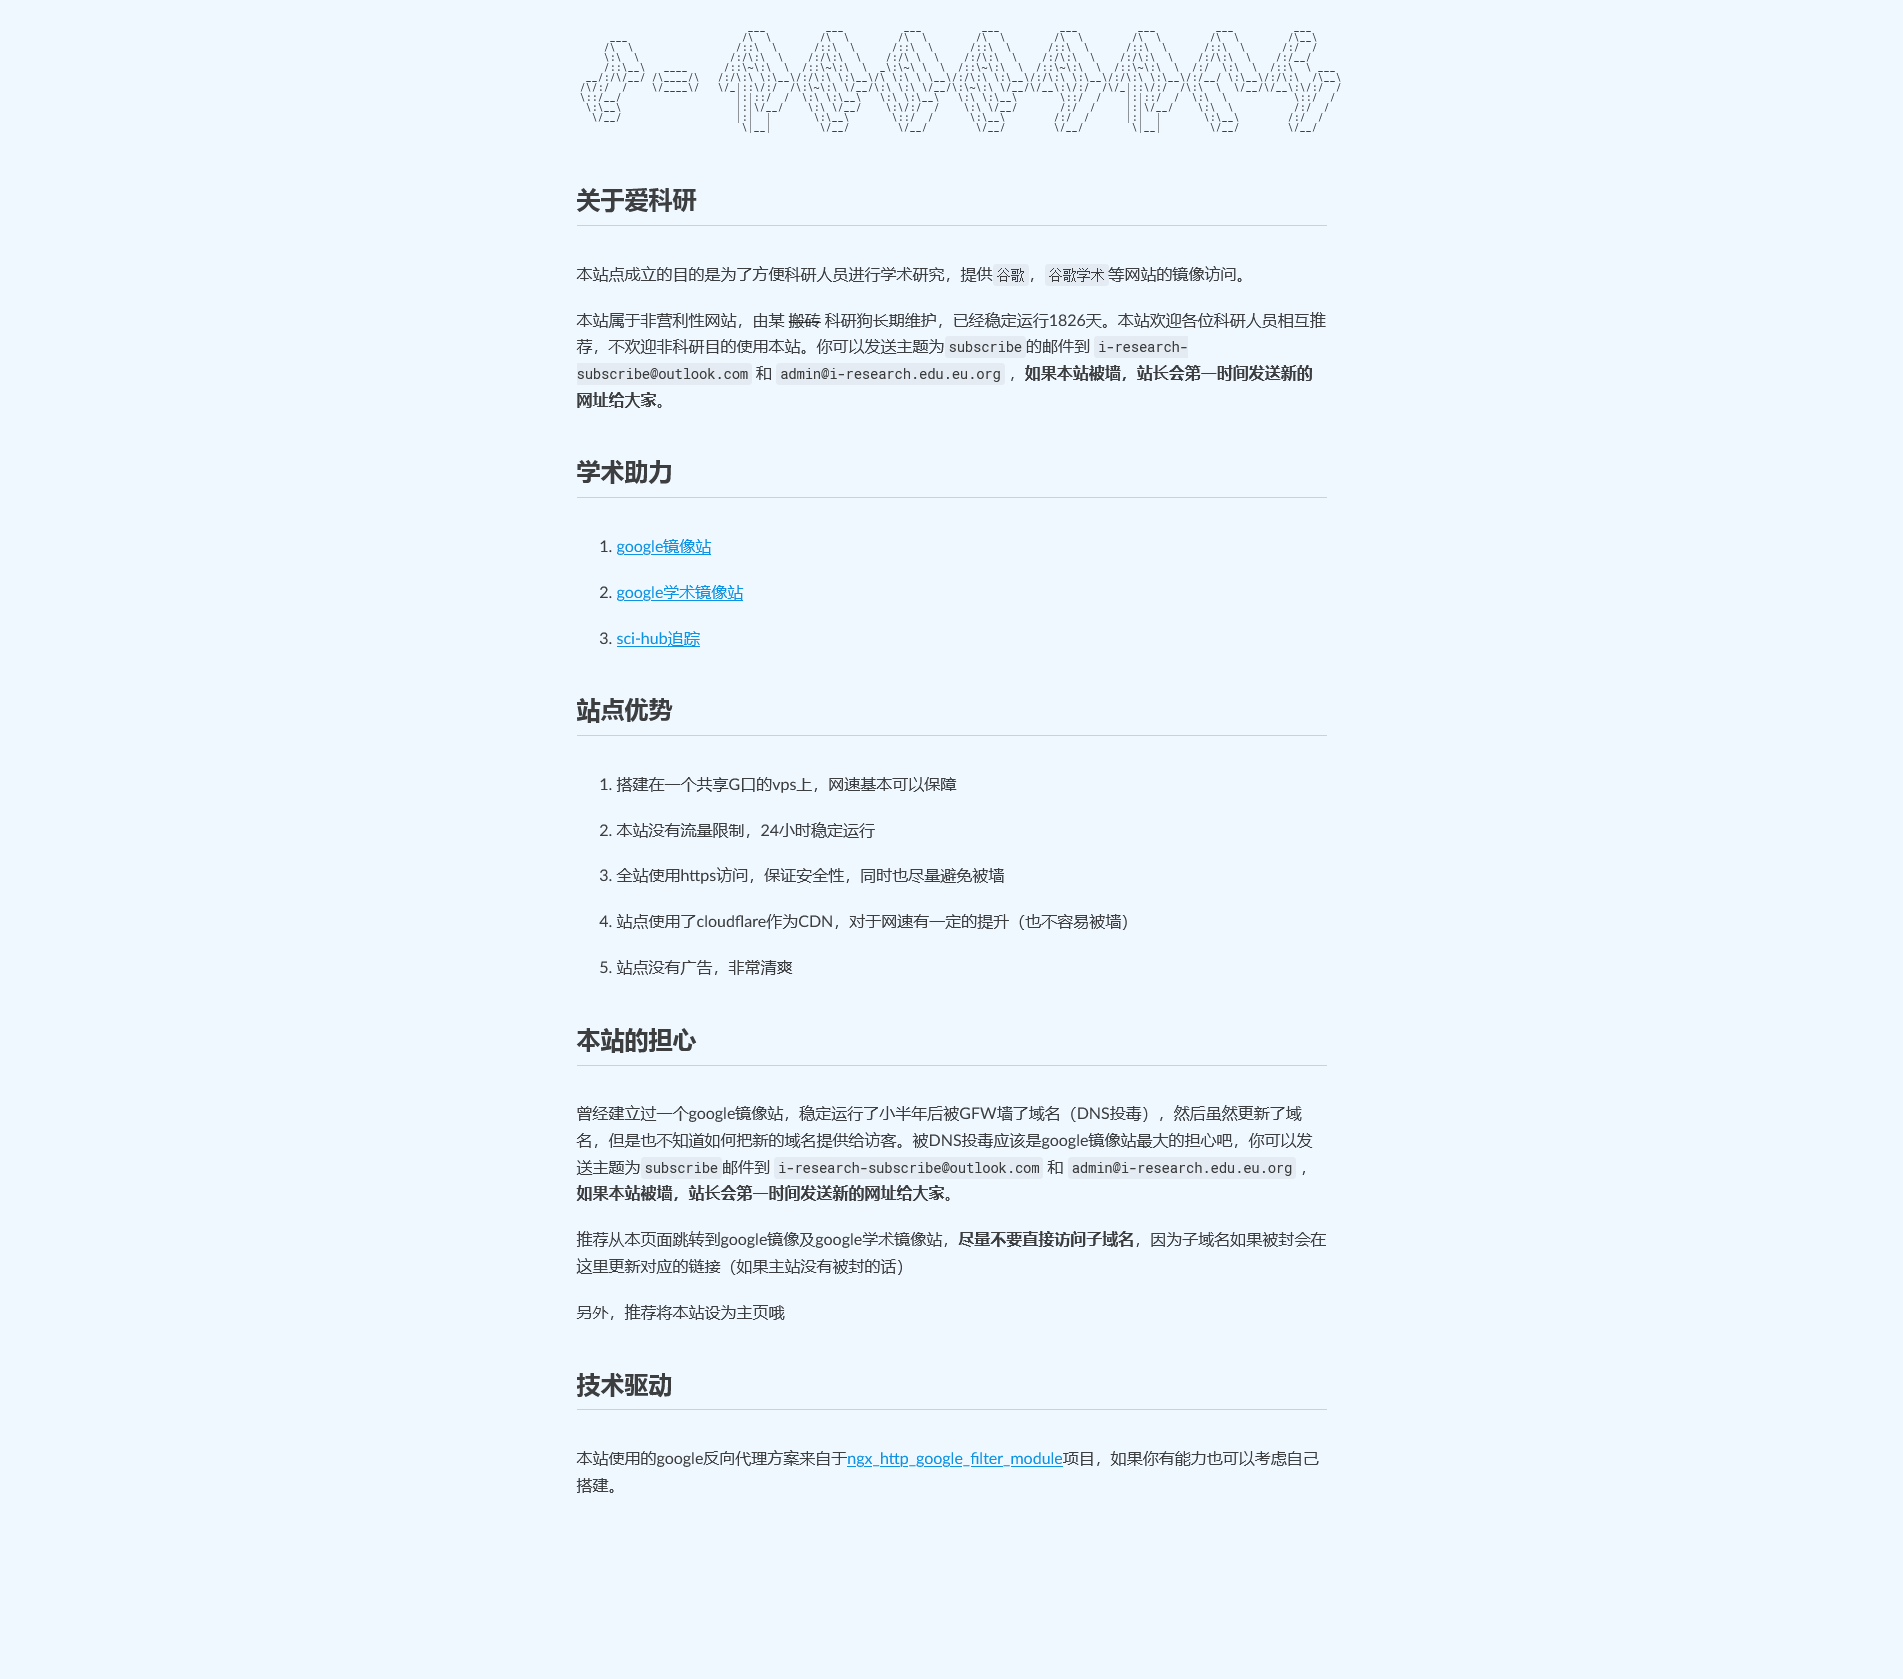 关于爱科研
本站点成立的目的是为了方便科研人员进行学术研究，提供 谷歌 ， 谷歌学术 等网站的镜像访问。
本站属于非营利性网站，由某 搬砖 科研狗长期维护，已经稳定运行1826天。本站欢迎各位科研人员相互推
荐，不欢迎非科研目的使用本站。你可以发送主题为 subscribe 的邮件到 i-research-
subscribe@outlook.com 和 admin@i-research.edu.eu.org ，如果本站被墙，站长会第一时间发送新的
网址给大家。
学术助力
1. google镜像站
2. google学术镜像站
3. sci-hub追踪
站点优势
1. 搭建在一个共享G口的vps上，网速基本可以保障
2. 本站没有流量限制，24小时稳定运行
3. 全站使用https访问，保证安全性，同时也尽量避免被墙
4. 站点使用了cloudflare作为CDN，对于网速有一定的提升（也不容易被墙）
5. 站点没有广告，非常清爽
本站的担心
曾经建立过一个google镜像站，稳定运行了小半年后被GFW墙了域名（DNS投毒），然后虽然更新了域
名，但是也不知道如何把新的域名提供给访客。被DNS投毒应该是google镜像站最大的担心吧，你可以发
送主题为 subscribe 邮件到 i-research-subscribe@outlook.com 和 admin@i-research.edu.eu.org ，
如果本站被墙，站长会第一时间发送新的网址给大家。
推荐从本页面跳转到google镜像及google学术镜像站，尽量不要直接访问子域名，因为子域名如果被封会在
这里更新对应的链接（如果主站没有被封的话）
另外，推荐将本站设为主页哦
技术驱动
本站使用的google反向代理方案来自于ngx_http_google_filter_module项目，如果你有能力也可以考虑自己
搭建。